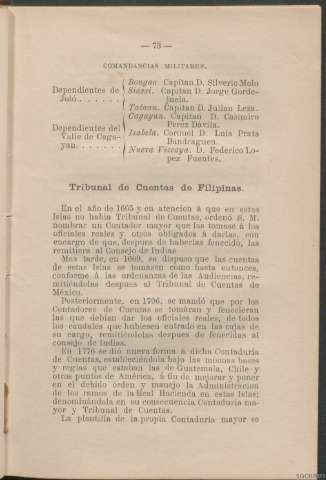 — 73 —
COMANDANCIAS MILITARES.
Dependientes de Joló. . . . . . .
Bongao. Capitan D. Silverio Molo
Siassi. Capitan D. Jorge Gordejuela.
Tataan. Capitan D. Julian Leza.
Dependientes del Valle de Cagayan. . . . . . .
Cagayan. Capitan D. Casimiro Perez Dávila.
Isabela. Coronel D. Luis Prats Bandraguen.
Nueva Vizcaya. D. Federico Lopez Fuentes.
Tribunal de Cuentas de Filipinas.
En el año de 1605 y en atencion á que en estas
Islas no habia Tribunal de Cuentas, ordenó S. M.
nombrar un Contador mayor que las tomase á los
oficiales reales y otros obligados á darlas, con
encargo de que, despues de haberlas fenecido, las
remitiera al Consejo de Indias
Mas tarde, en 1609, se dispuso que las cuentas
de estas Islas se tomasen como hasta entonces,
conforme á las ordenanzas de las Audiencias, re-
mitiéndolas despues al Tribunal de Cuentas de
México.
Posteriormente, en 1706, se mandó que por los
Contadores de Cuentas se tomáran y fenecieran
las que debian dar los oficiales reales, de todos
los caudales que hubiesen entrado en las cajas de
su cargo, remitiéndolas despues de fenecidas al
consejo de Indias.
En 1776 se dió nueva forma á dicha Contaduría
de Cuentas, estableciéndola bajo las mismas bases
y reglas que estaban las de Guatemala, Chile y
otros puntos de América, á fin de mejorar y poner
en el debido órden y manejo la Administracion
de los ramos de la Real Hacienda en estas Islas;
denominándola en su consecuencia Contaduría ma-
yor y Tribunal de Cuentas.
La plantilla de la propia Contaduría mayor se